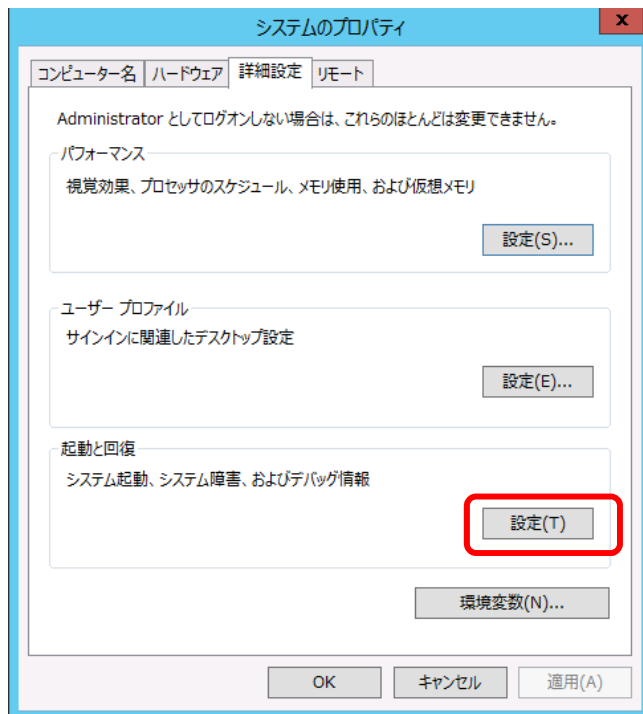 システムのプロパティ
x
コンピューター名
ハードウェア
詳細設定
リモート
Administrator としてログオンしない場合は、これらのほとんどは変更できません。
パフォーマンス
視覚効果、プロセッサのスケジュール、メモリ使用、および仮想メモリ
設定(S)...
ユーザー プロファイル
サインインに関連したデスクトップ設定
設定(E)...
起動と回復
システム起動、システム障害、およびデバッグ情報
設定(T)
環境変数(N)...
OK
キャンセル
適用(A)